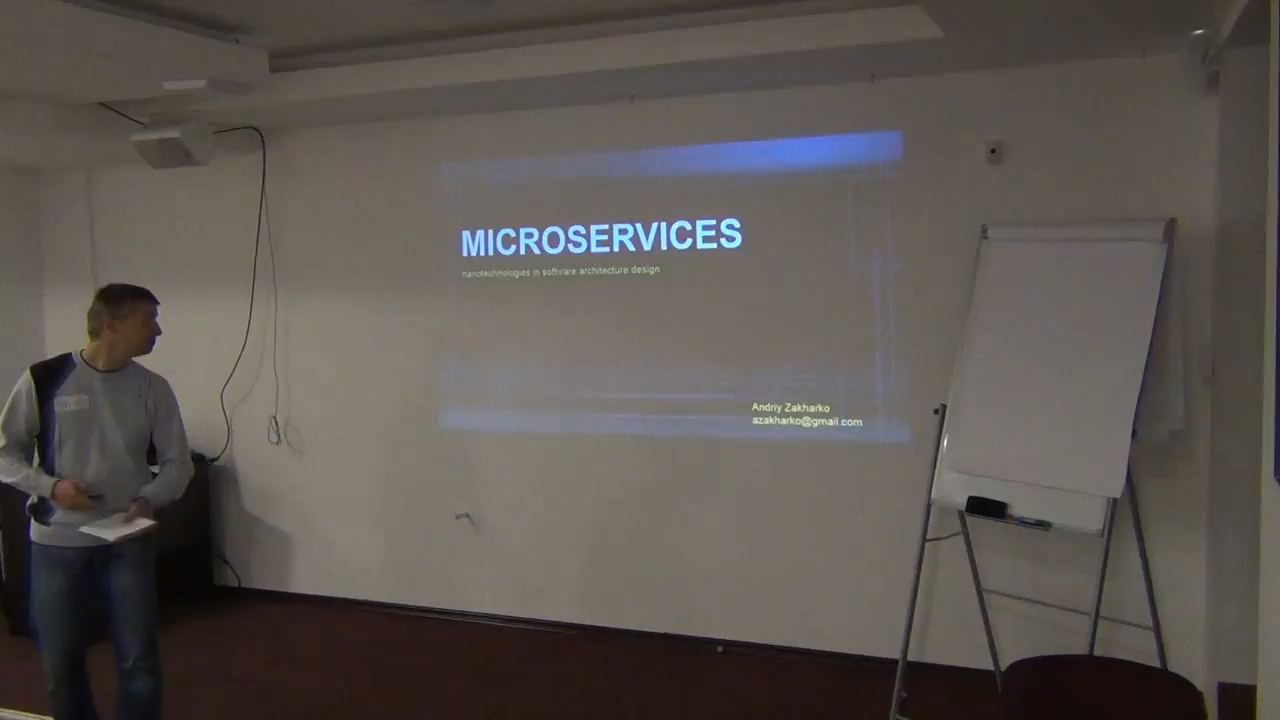 MICROSERVICES
nanotechnologies in software architecture design
Andriy Zakharko
azakharko@gmail.com